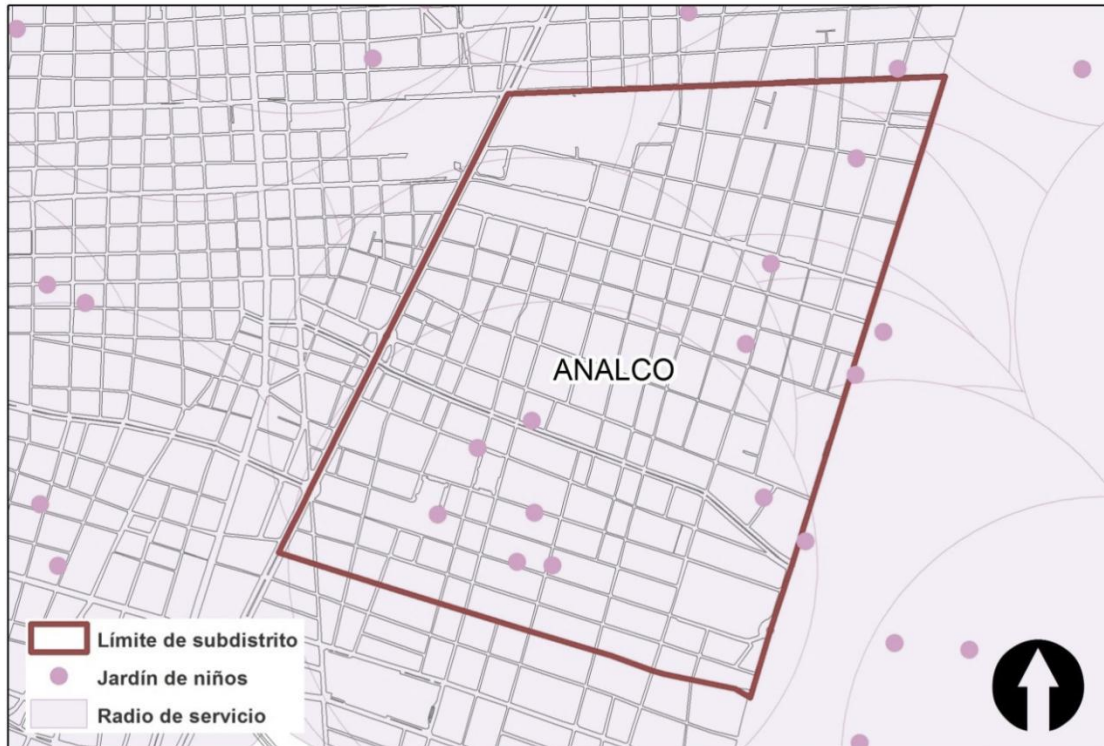 ANALCO
Límite de subdistrito
Jardín de niños
Radio de servicio